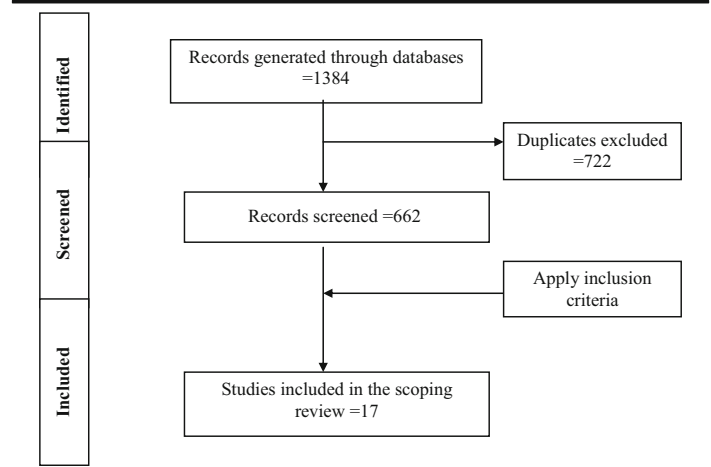 Identified
Records generated through databases
=1384
Duplicates excluded
=722
Screened
Records screened =662
Apply inclusion
criteria
Included
Studies included in the scoping
review =17